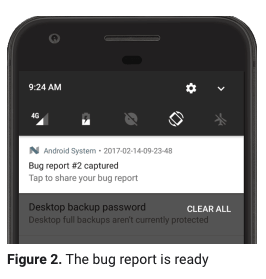 9:24 AM
4G
N Android System • 2017-02-14-09-23-48
Bug report #2 captured
Tap to share your bug report
Desktop backup password
CLEAR ALL
Desktop full backups aren't currently protected
Figure 2. The bug report is ready